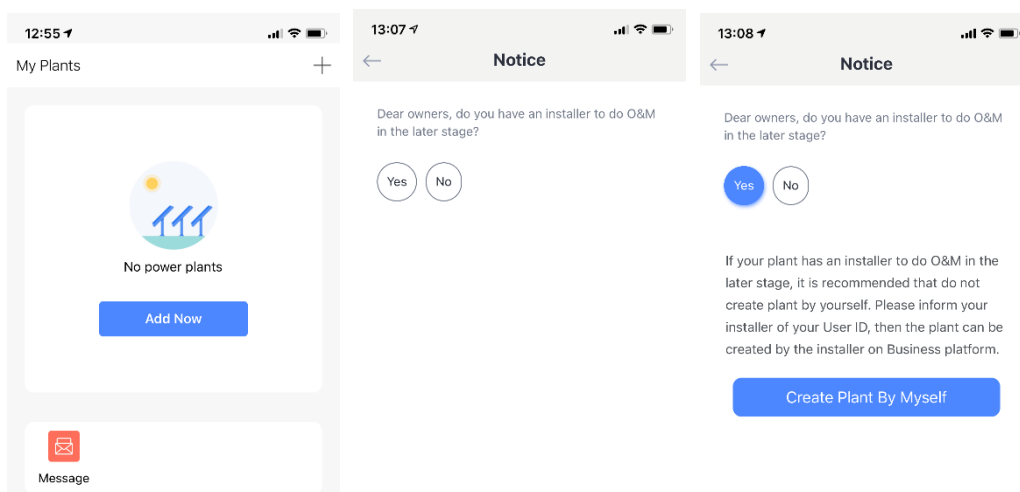 12:55
My Plants
No power plants
Add Now
Message
13:07
Notice
Dear owners, do you have an installer to do O&M
in the later stage?
Yes
No
13:08
Notice
Dear owners, do you have an installer to do O&M
in the later stage?
Yes
No
If your plant has an installer to do O&M in the
later stage, it is recommended that do not
create plant by yourself. Please inform your
installer of your User ID, then the plant can be
created by the installer on Business platform.
Create Plant By Myself